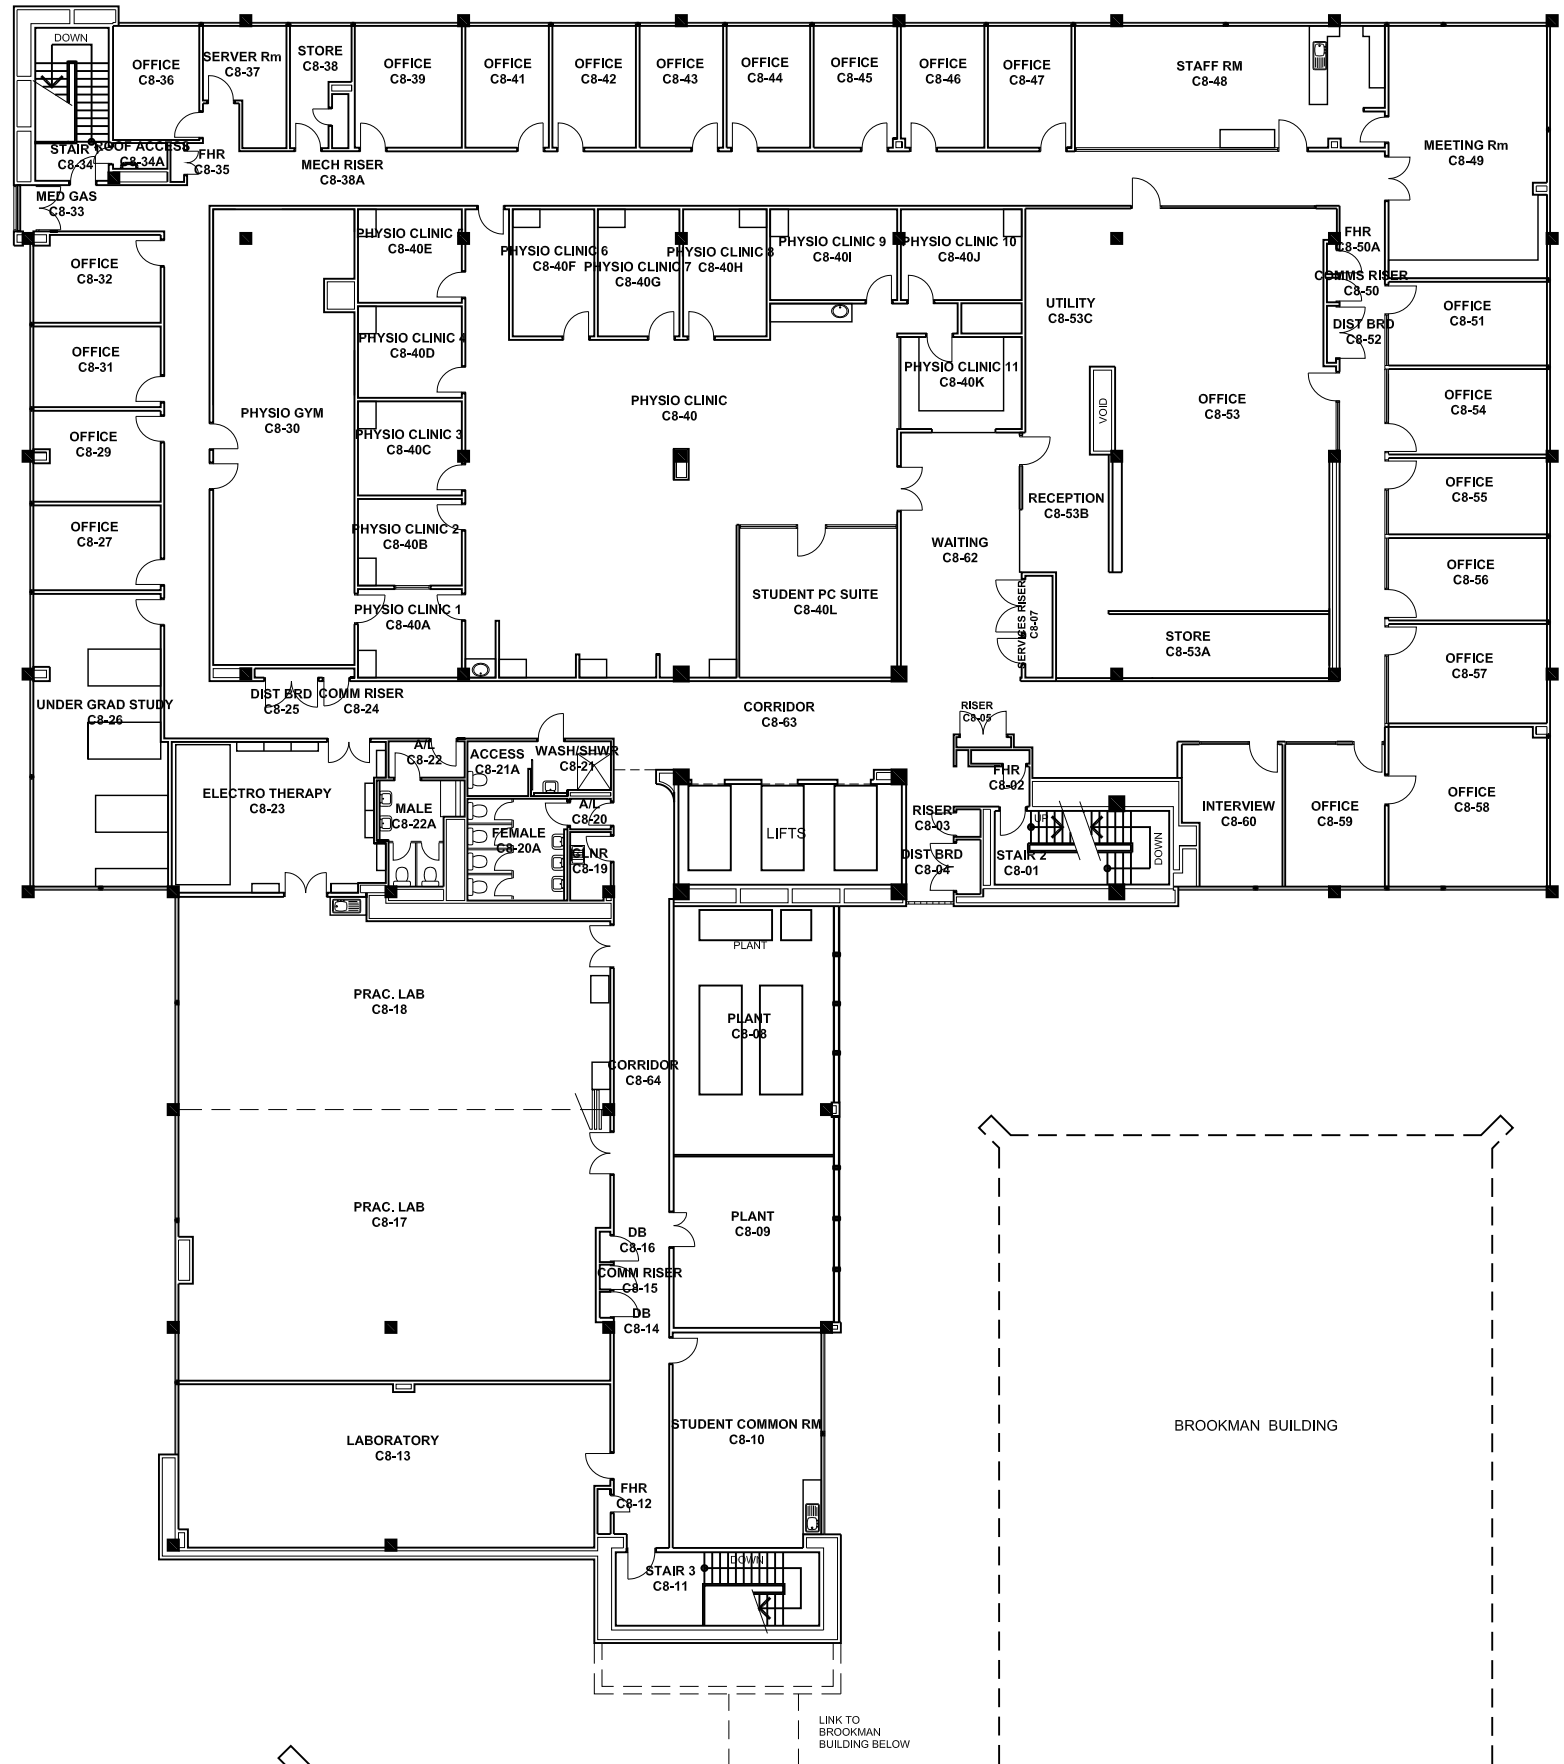 DOWN
OFFICE
C8-36
SERVER Rm
C8-37
STORE
C8-38
OFFICE
C8-39
OFFICE
C8-41
OFFICE
C8-42
OFFICE
C8-43
OFFICE
C8-44
OFFICE
C8-45
OFFICE
C8-46
OFFICE
C8-47
STAFF RM
C8-48
MEETING Rm
C8-49
STAIR 1
C8-34
ROOF ACCESS
C8-34A
FHR
C8-35
MECH RISER
C8-38A
MED GAS
C8-33
OFFICE
C8-32
OFFICE
C8-31
OFFICE
C8-29
OFFICE
C8-27
UNDER GRAD STUDY
C8-26
PHYSIO GYM
C8-30
PHYSIO CLINIC 5
C8-40E
PHYSIO CLINIC 4
C8-40D
PHYSIO CLINIC 3
C8-40C
PHYSIO CLINIC 2
C8-40B
PHYSIO CLINIC 1
C8-40A
PHYSIO CLINIC 6
C8-40F
PHYSIO CLINIC 7
C8-40G
PHYSIO CLINIC 8
C8-40H
PHYSIO CLINIC 9
C8-40I
PHYSIO CLINIC 10
C8-40J
PHYSIO CLINIC 11
C8-40K
PHYSIO CLINIC
C8-40
STUDENT PC SUITE
C8-40L
UTILITY
C8-53C
VOID
OFFICE
C8-53
RECEPTION
C8-53B
WAITING
C8-62
SERVICES RISER
C8-07
STORE
C8-53A
FHR
C8-50A
COMMS RISER
C8-50
DIST BRD
C8-52
OFFICE
C8-51
OFFICE
C8-54
OFFICE
C8-55
OFFICE
C8-56
OFFICE
C8-57
OFFICE
C8-58
OFFICE
C8-59
INTERVIEW
C8-60
DIST BRD
C8-25
COMM RISER
C8-24
CORRIDOR
C8-63
RISER
C8-05
FHR
C8-02
RISER
C8-03
DIST BRD
C8-04
STAIR 2
C8-01
UP
DOWN
LIFTS
ELECTRO THERAPY
C8-23
A/L
C8-22
MALE
C8-22A
ACCESS
C8-21A
WASH/SHWR
C8-21
A/L
C8-20
FEMALE
C8-20A
CLNR
C8-19
PRAC. LAB
C8-18
PRAC. LAB
C8-17
CORRIDOR
C8-64
PLANT
PLANT
C8-08
PLANT
C8-09
DB
C8-16
COMM RISER
C8-15
DB
C8-14
STUDENT COMMON RM
C8-10
LABORATORY
C8-13
FHR
C8-12
STAIR 3
C8-11
DOWN
BROOKMAN BUILDING
LINK TO
BROOKMAN
BUILDING BELOW